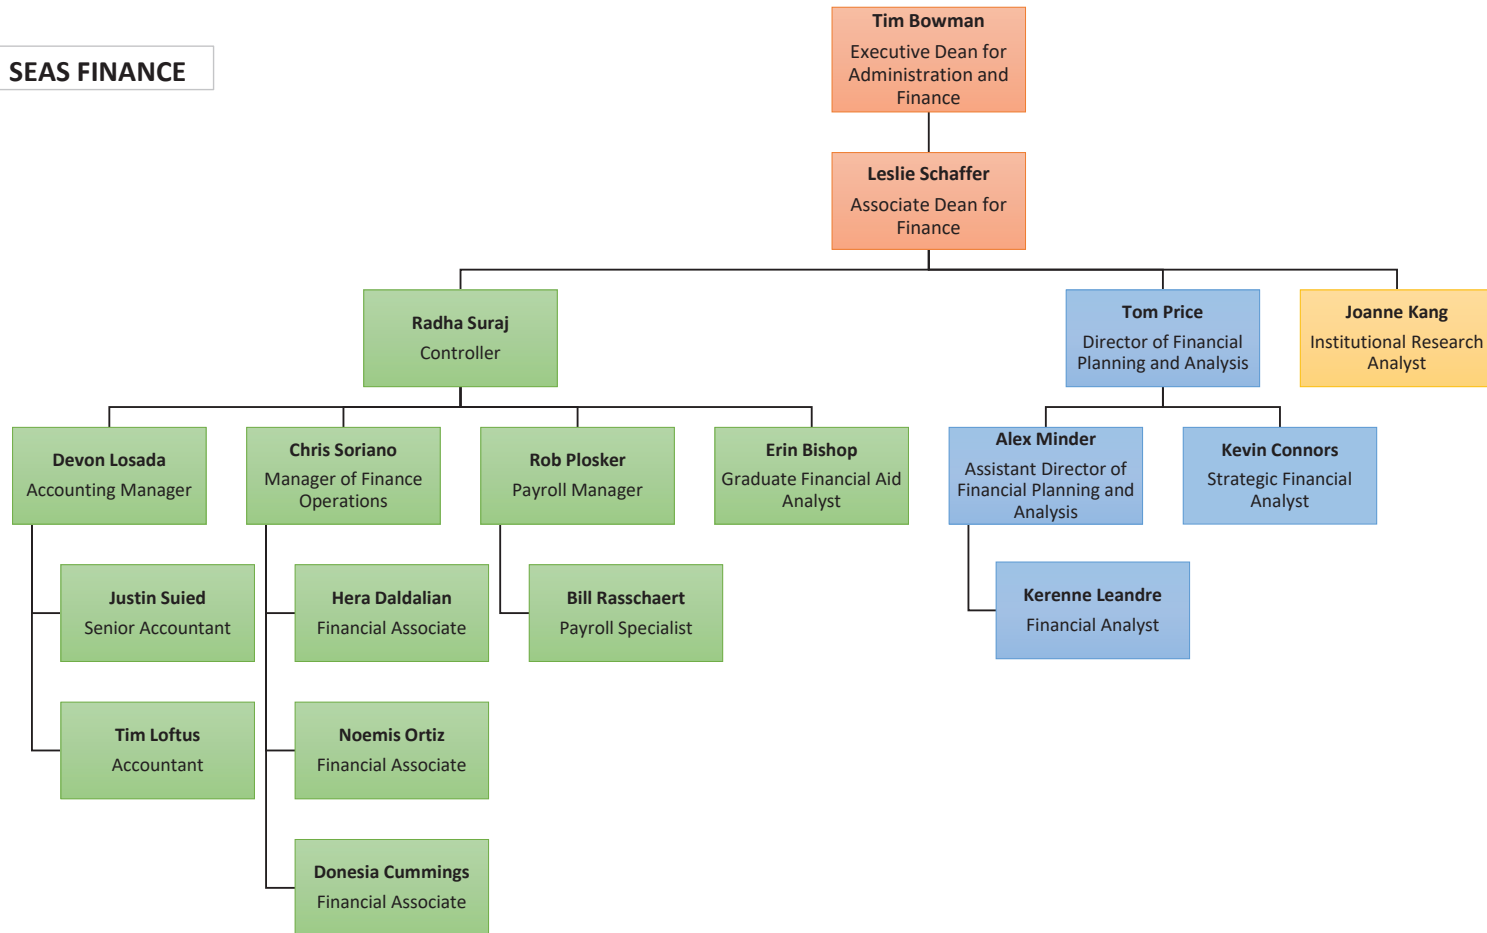 SEAS FINANCE
Tim Bowman
Executive Dean for
Administration and
Finance
Leslie Schaffer
Associate Dean for
Finance
Radha Suraj
Controller
Tom Price
Director of Financial
Planning and Analysis
Joanne Kang
Institutional Research
Analyst
Devon Losada
Accounting Manager
Chris Soriano
Manager of Finance
Operations
Rob Plosker
Payroll Manager
Erin Bishop
Graduate Financial Aid
Analyst
Alex Minder
Assistant Director of
Financial Planning and
Analysis
Kevin Connors
Strategic Financial
Analyst
Justin Suied
Senior Accountant
Hera Daldalian
Financial Associate
Bill Rasschaert
Payroll Specialist
Kerenne Leandre
Financial Analyst
Tim Loftus
Accountant
Noemis Ortiz
Financial Associate
Donesia Cummings
Financial Associate